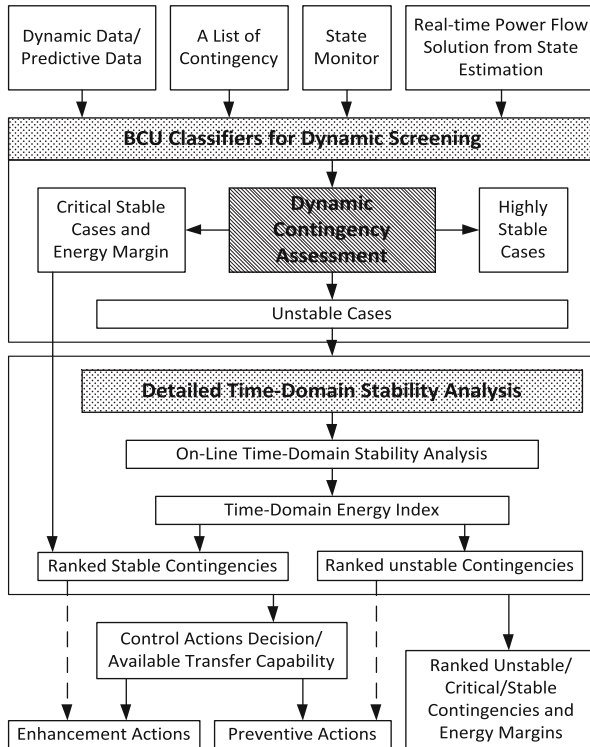 Dynamic Data/
Predictive Data
A List of
Contingency
State
Monitor
Real-time Power Flow
Solution from State
Estimation
BCU Classifiers for Dynamic Screening
Critical Stable
Cases and
Energy Margin
Dynamic
Contingency
Assessment
Highly
Stable
Cases
Unstable Cases
Detailed Time-Domain Stability Analysis
On-Line Time-Domain Stability Analysis
Time-Domain Energy Index
Ranked Stable Contingencies
Ranked unstable Contingencies
Control Actions Decision/
Available Transfer Capability
Ranked Unstable/
Critical/Stable
Contingencies and
Energy Margins
Enhancement Actions
Preventive Actions